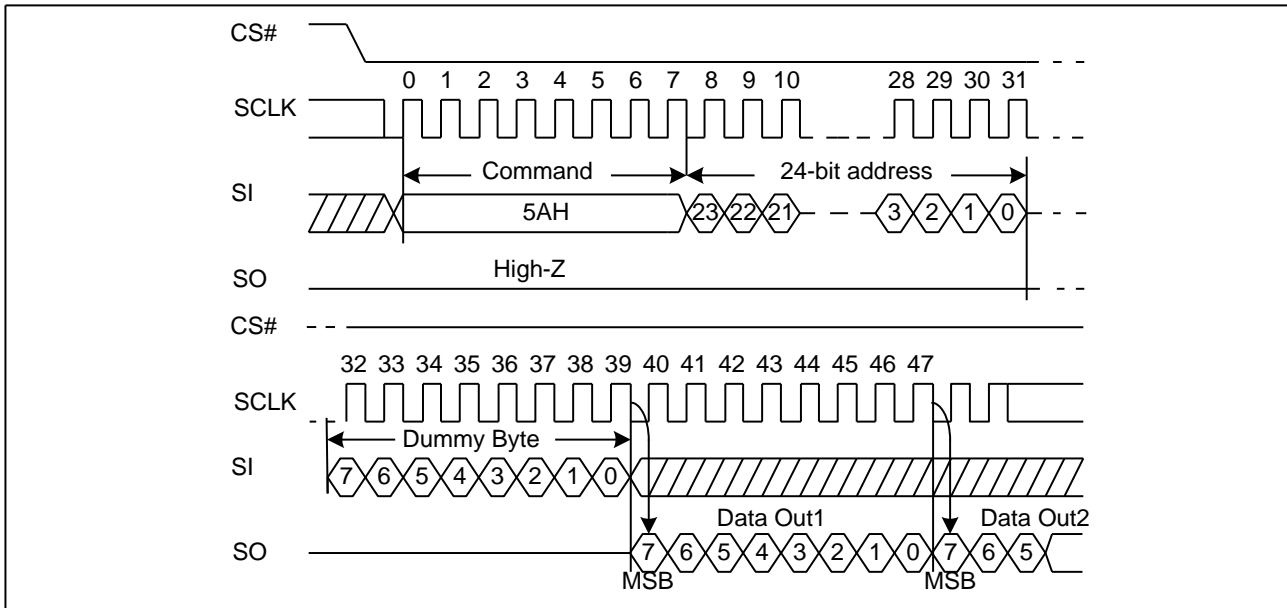 CS#
0 1 2 3 4 5 6 7 8 9 10 28 29 30 31
SCLK
Command 24-bit address
SI
5AH 23 22 21 3 2 1 0
High-Z
SO
CS#
32 33 34 35 36 37 38 39 40 41 42 43 44 45 46 47
SCLK
Dummy Byte
SI
7 6 5 4 3 2 1 0
Data Out1 Data Out2
SO
7 6 5 4 3 2 1 0 7 6 5
MSB MSB